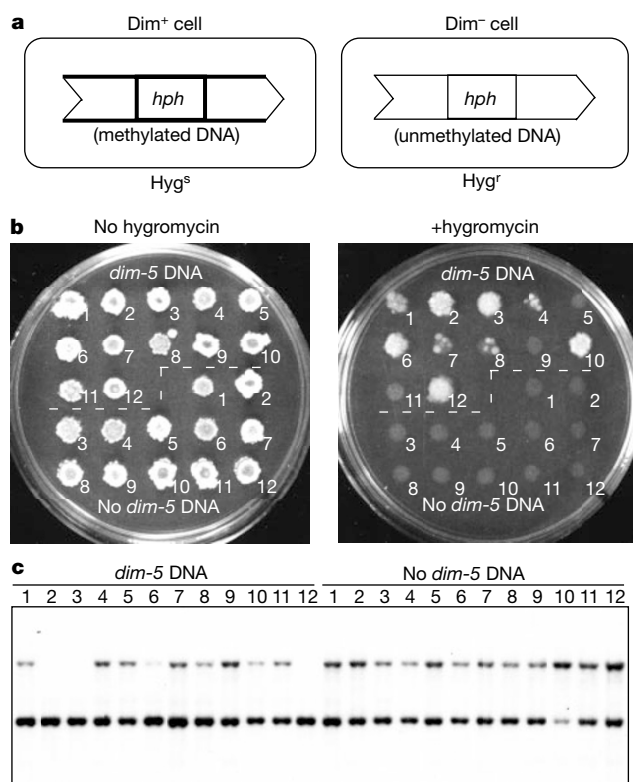 a
Dim⁺ cell Dim⁻ cell
hph hph
(methylated DNA) (unmethylated DNA)
Hygˢ Hygʳ
b
No hygromycin +hygromycin
dim-5 DNA dim-5 DNA
1 2 3 4 5 1 2 3 4 5
6 7 8 9 10 6 7 8 9 10
11 12 1 2 11 12 1 2
3 4 5 6 7 3 4 5 6 7
8 9 10 11 12 8 9 10 11 12
No dim-5 DNA No dim-5 DNA
c
dim-5 DNA No dim-5 DNA
1 2 3 4 5 6 7 8 9 10 11 12 1 2 3 4 5 6 7 8 9 10 11 12